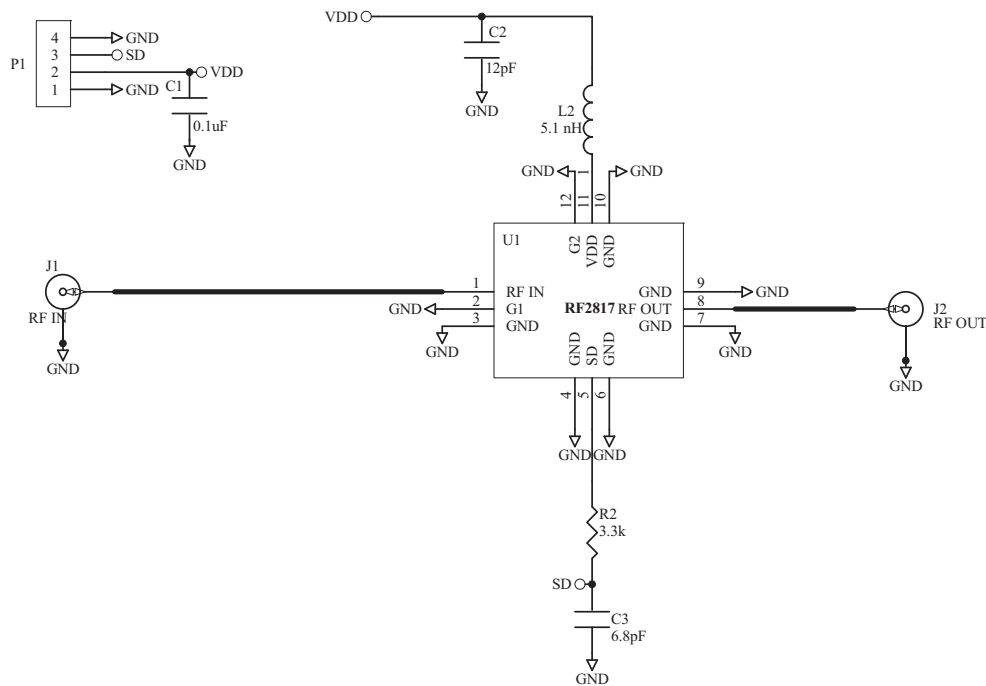 VDD
C2
12pF
GND
P1
4
GND
3
SD
2
VDD
1
GND
C1
0.1uF
GND
L2
5.1 nH
GND
1
GND
12
11
10
U1
G2
VDD
GND
J1
RF IN
GND
1
RF IN
GND
2
G1
3
GND
GND
RF2817
GND
9
GND
RF OUT
8
GND
7
GND
J2
RF OUT
GND
GND
SD
GND
4
5
6
GND
GND
R2
3.3k
SD
C3
6.8pF
GND